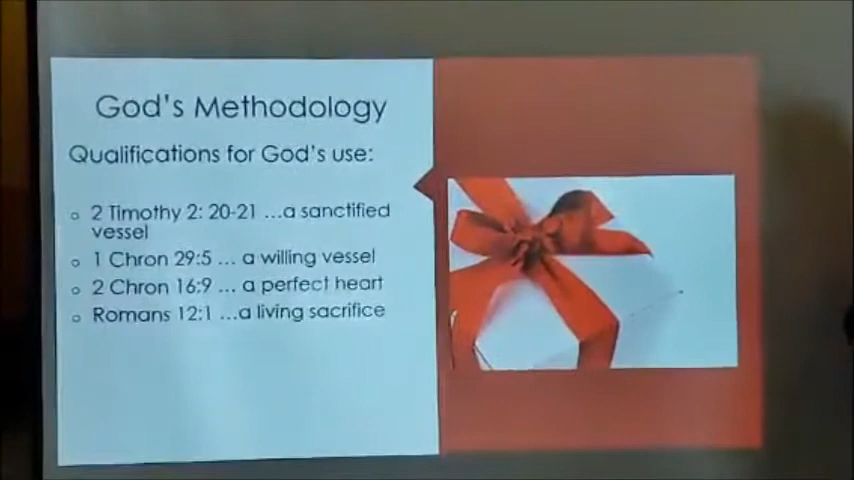 God's Methodology
Qualifications for God's use:
○ 2 Timothy 2: 20-21 ...a sanctified
vessel
○ 1 Chron 29:5 ... a willing vessel
○ 2 Chron 16:9 ... a perfect heart
○ Romans 12:1 ...a living sacrifice